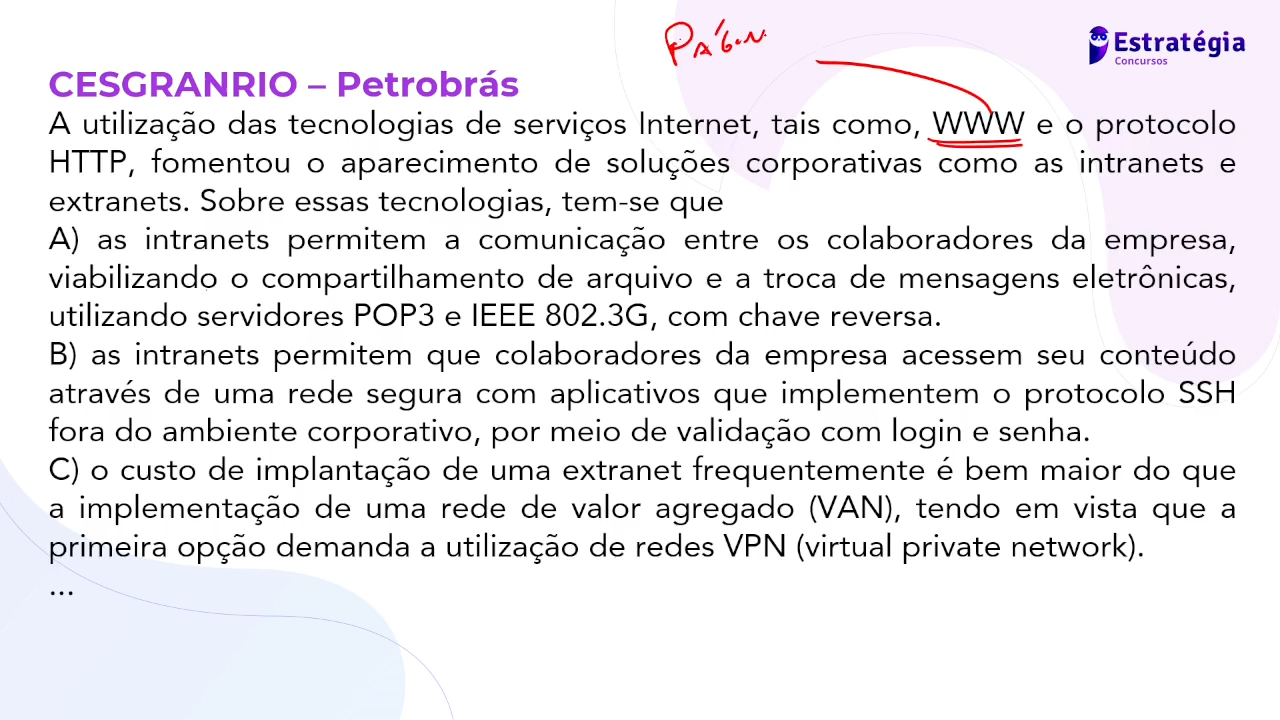 PÁGIN
Estratégia
Concursos
CESGRANRIO – Petrobrás
A utilização das tecnologias de serviços Internet, tais como, WWW e o protocolo
HTTP, fomentou o aparecimento de soluções corporativas como as intranets e
extranets. Sobre essas tecnologias, tem-se que
A) as intranets permitem a comunicação entre os colaboradores da empresa,
viabilizando o compartilhamento de arquivo e a troca de mensagens eletrônicas,
utilizando servidores POP3 e IEEE 802.3G, com chave reversa.
B) as intranets permitem que colaboradores da empresa acessem seu conteúdo
através de uma rede segura com aplicativos que implementem o protocolo SSH
fora do ambiente corporativo, por meio de validação com login e senha.
C) o custo de implantação de uma extranet frequentemente é bem maior do que
a implementação de uma rede de valor agregado (VAN), tendo em vista que a
primeira opção demanda a utilização de redes VPN (virtual private network).
...